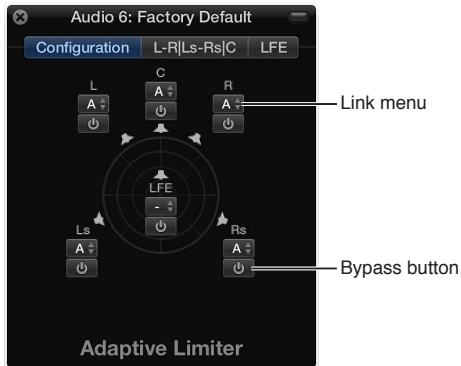 Audio 6: Factory Default
Configuration L-R|Ls-Rs|C LFE
L C R
A A A
Link menu
LFE
-
Ls Rs
A A
Bypass button
Adaptive Limiter